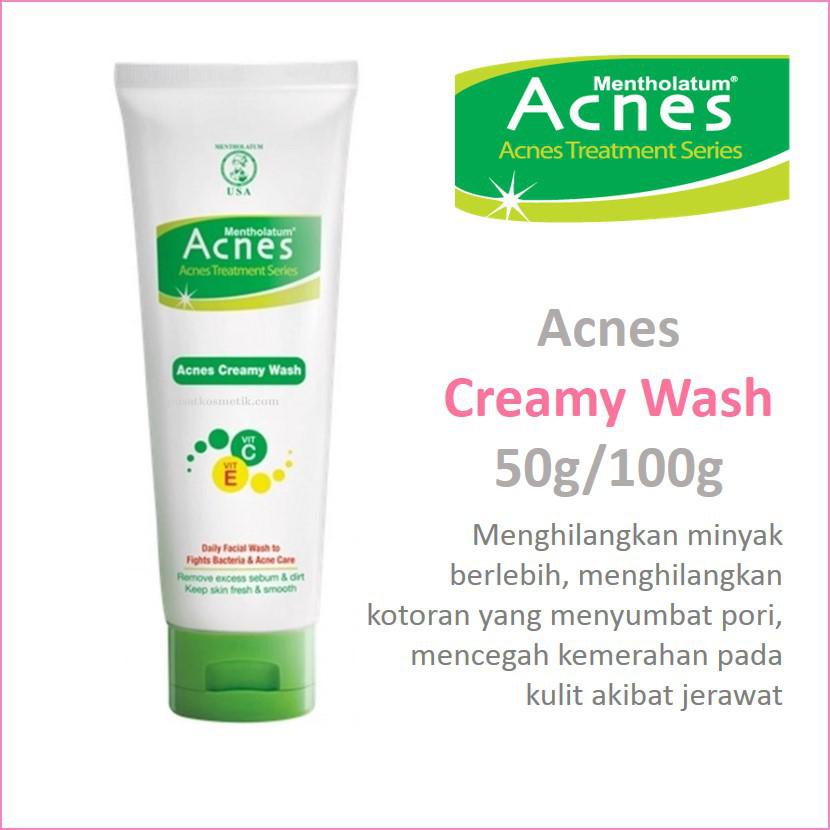 MENTHOLATUM
USA
Mentholatum®
Acnes
Acnes Treatment Series
Acnes Creamy Wash
pusatkosmetik.com
VIT
C
VIT
E
Daily Facial Wash to
Fights Bacteria & Acne Care
Remove excess sebum & dirt
Keep skin fresh & smooth
Mentholatum®
Acnes
Acnes Treatment Series
Acnes
Creamy Wash
50g/100g
Menghilangkan minyak
berlebih, menghilangkan
kotoran yang menyumbat pori,
mencegah kemerahan pada
kulit akibat jerawat